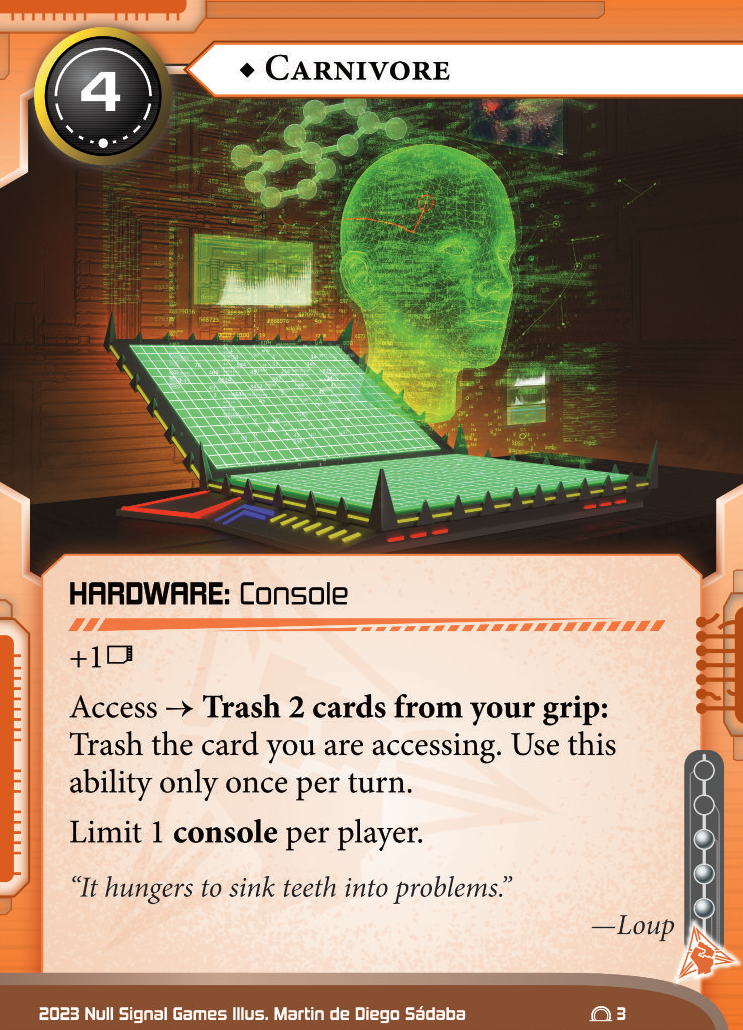 4
◆ CARNIVORE
HARDWARE: Console
+1
Access → Trash 2 cards from your grip:
Trash the card you are accessing. Use this
ability only once per turn.
Limit 1 console per player.
“It hungers to sink teeth into problems.”
—Loup
2023 Null Signal Games Illus. Martin de Diego Sádaba
3